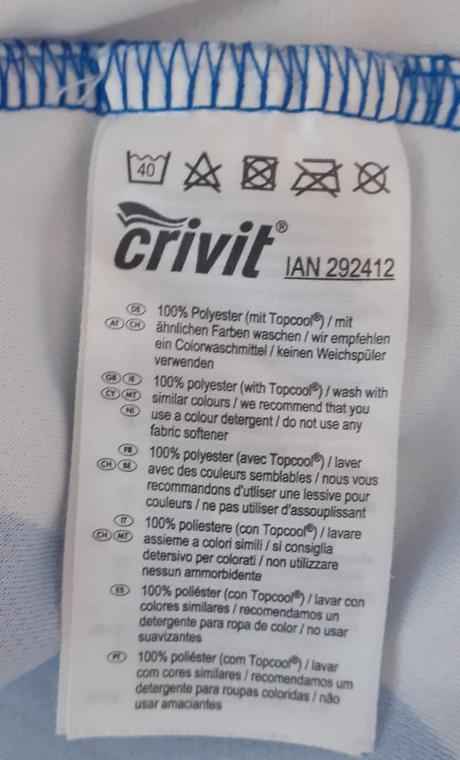 40
crivit®
IAN 292412
DE 100% Polyester (mit Topcool®) / mit
AT CH ähnlichen Farben waschen / wir empfehlen
ein Colorwaschmittel / keinen Weichspüler
verwenden
GB IE 100% polyester (with Topcool®) / wash with
CY MT similar colours / we recommend that you
NI use a colour detergent / do not use any
fabric softener
FR 100% polyester (avec Topcool®) / laver
CH BE avec des couleurs semblables / nous vous
recommandons d'utliser une lessive pour
couleurs / ne pas utiliser d'assouplissant
IT 100% poliestere (con Topcool®) / lavare
CH MT assieme a colori simili / si consiglia
detersivo per colorati / non utilizzare
nessun ammorbidente
ES 100% poliéster (con Topcool®) / lavar con
colores similares / recomendamos un
detergente para ropa de color / no usar
suavizantes
PT 100% poliéster (com Topcool®) / lavar
com cores similares / recomendamos um
detergente para roupas coloridas / não
usar amaciantes